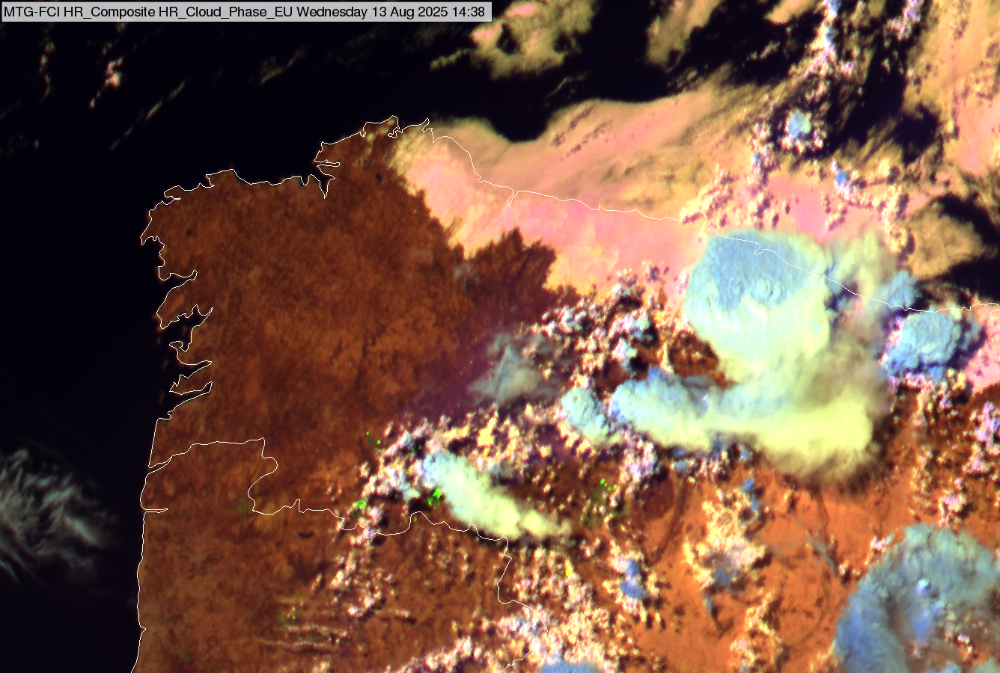 MTG-FCI HR_Composite HR_Cloud_Phase_EU Wednesday 13 Aug 2025 14:38